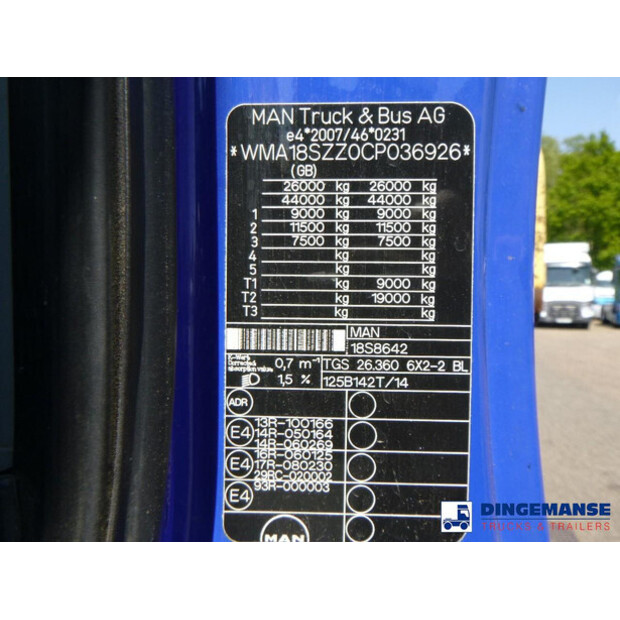 MAN Truck & Bus AG
e4*2007/46*0231
*WMA18SZZ0CP036926*
(GB)
26000 kg 26000 kg
44000 kg 44000 kg
1 9000 kg 9000 kg
2 11500 kg 11500 kg
3 7500 kg 7500 kg
4 kg kg
5 kg kg
T1 kg 9000 kg
T2 kg 19000 kg
T3 kg kg
MAN
18S8642
K-Wert
Corrected
absorption value
0,7 m⁻¹
TGS 26.360 6X2-2 BL
1,5 %
125B142T/14
ADR
E4
13R-100166
14R-050164
14R-060269
E4
16R-060125
17R-080230
29RC-020002
E4
93R-000003
MAN
DINGEMANSE
TRUCKS & TRAILERS